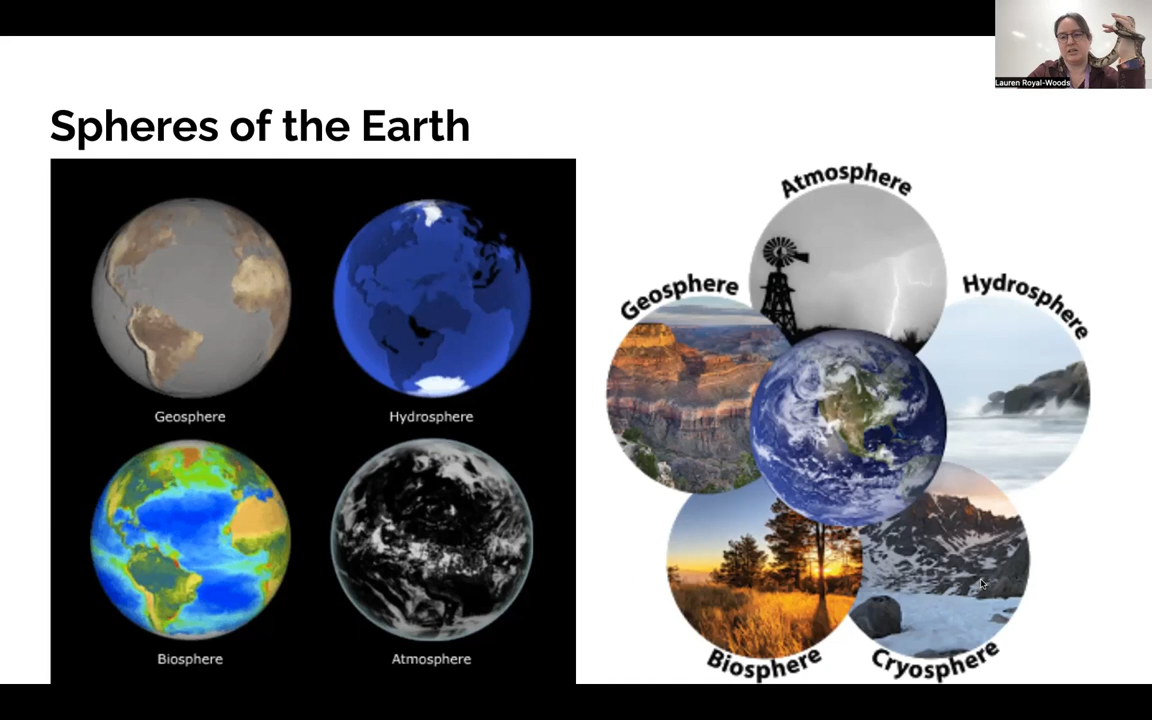 Lauren Royal-Woods
Spheres of the Earth
Geosphere
Hydrosphere
Biosphere
Atmosphere
Atmosphere
Geosphere
Hydrosphere
Biosphere
Cryosphere